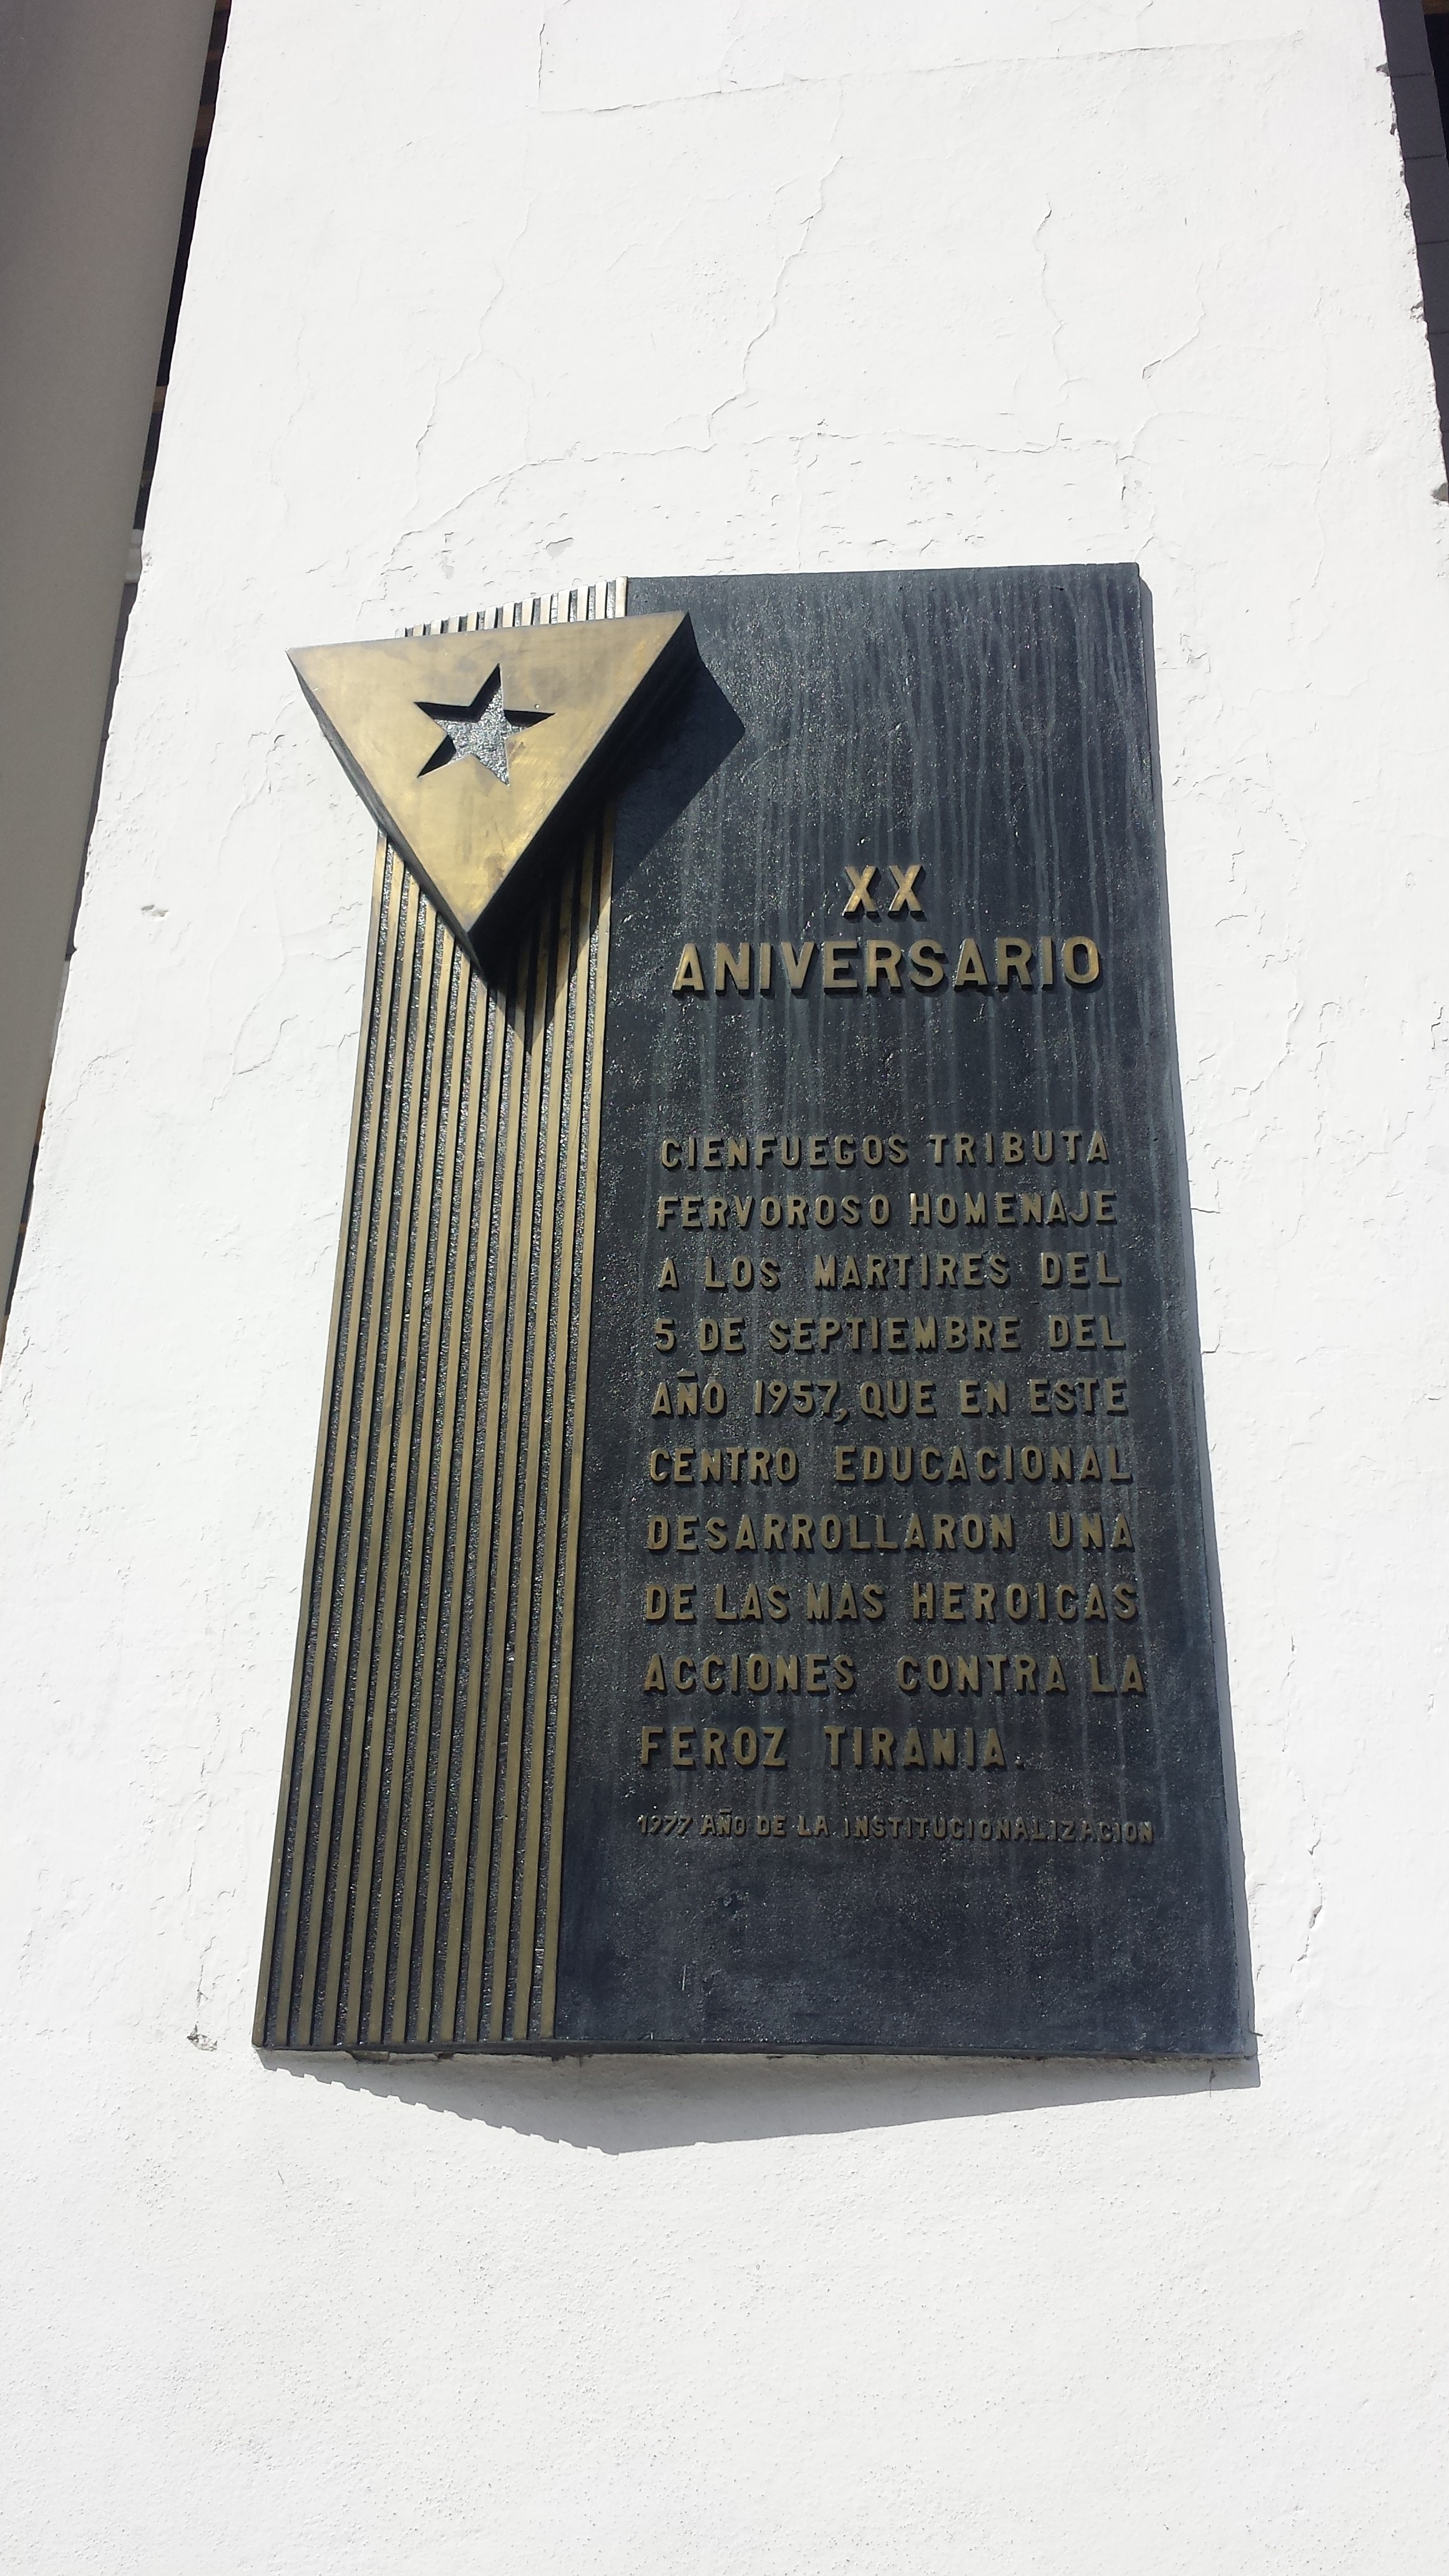 XX
ANIVERSARIO
CIENFUEGOS TRIBUTA
FERVOROSO HOMENAJE
A LOS MARTIRES DEL
5 DE SEPTIEMBRE DEL
AÑO 1957, QUE EN ESTE
CENTRO EDUCACIONAL
DESARROLLARON UNA
DE LAS MAS HEROICAS
ACCIONES CONTRA LA
FEROZ TIRANIA.
1977 AÑO DE LA INSTITUCIONALIZACION